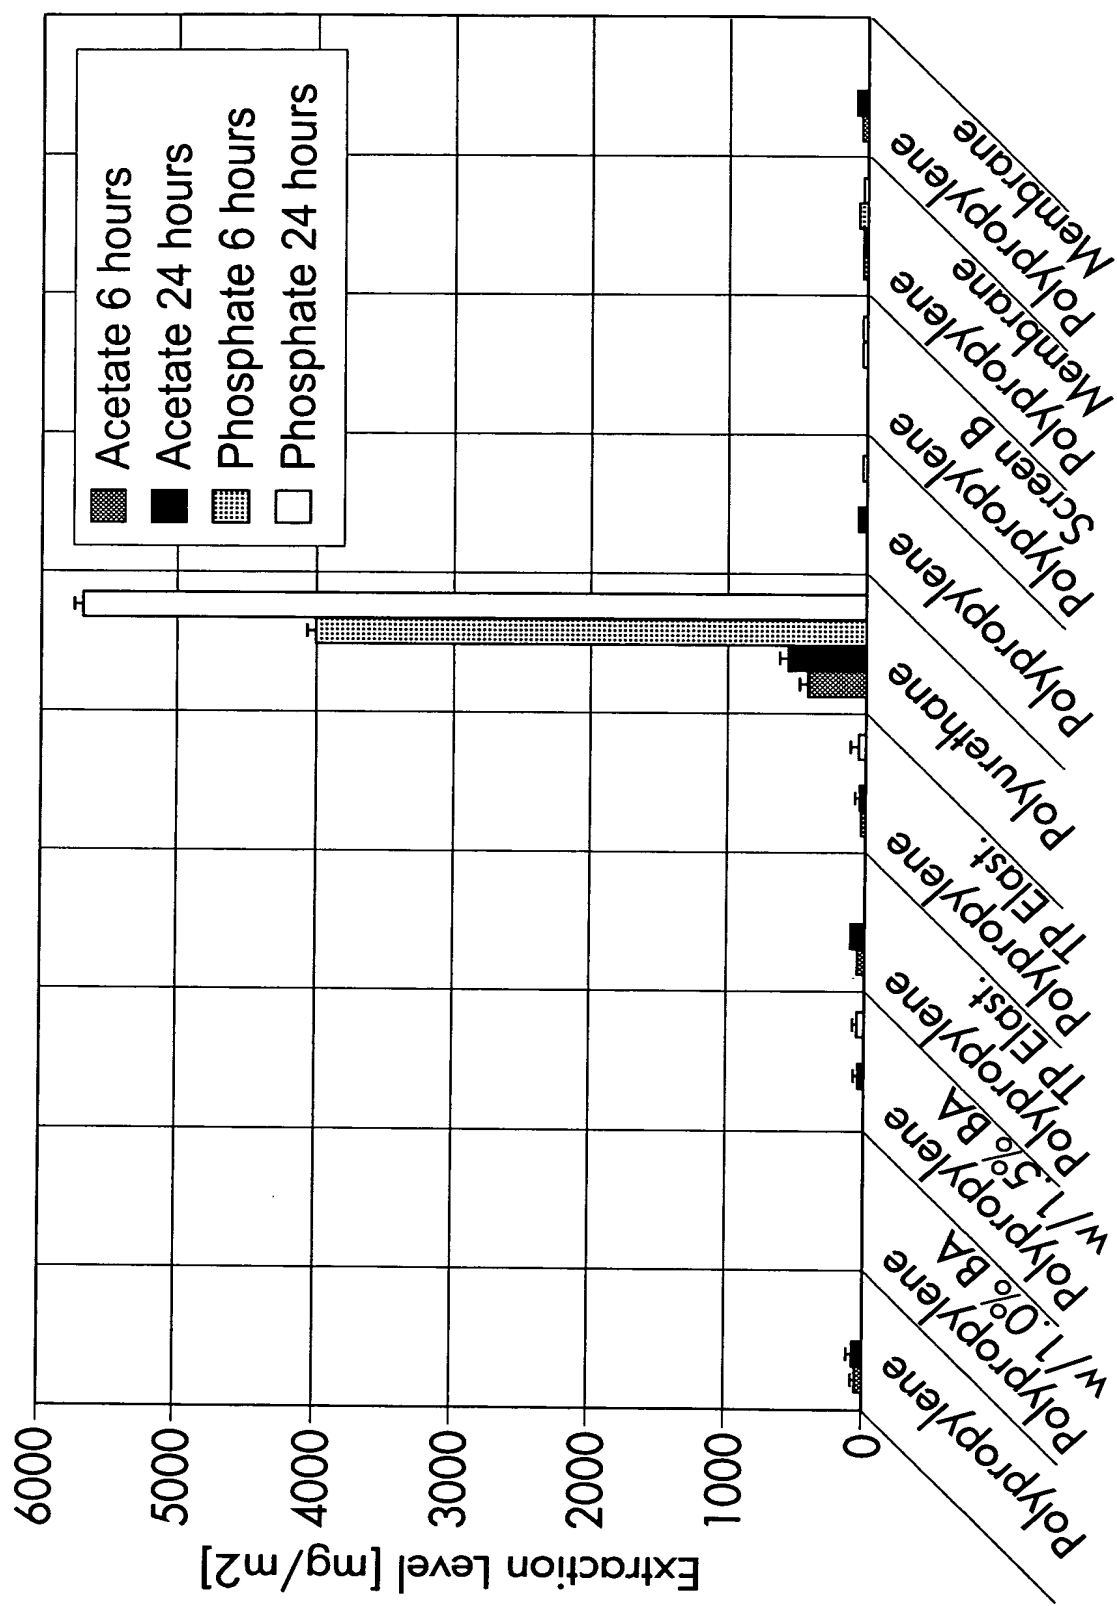 Extraction Level [mg/m2]
6000
5000
4000
3000
2000
1000
0
Acetate 6 hours
Acetate 24 hours
Phosphate 6 hours
Phosphate 24 hours
Polypropylene
Polypropylene
w/1.0% BA
Polypropylene
w/1.5% BA
Polypropylene
TP Elast.
Polypropylene
TP Elast.
Polyurethane
Polypropylene
Polypropylene
Screen B
Polypropylene
Membrane
Polypropylene
Membrane